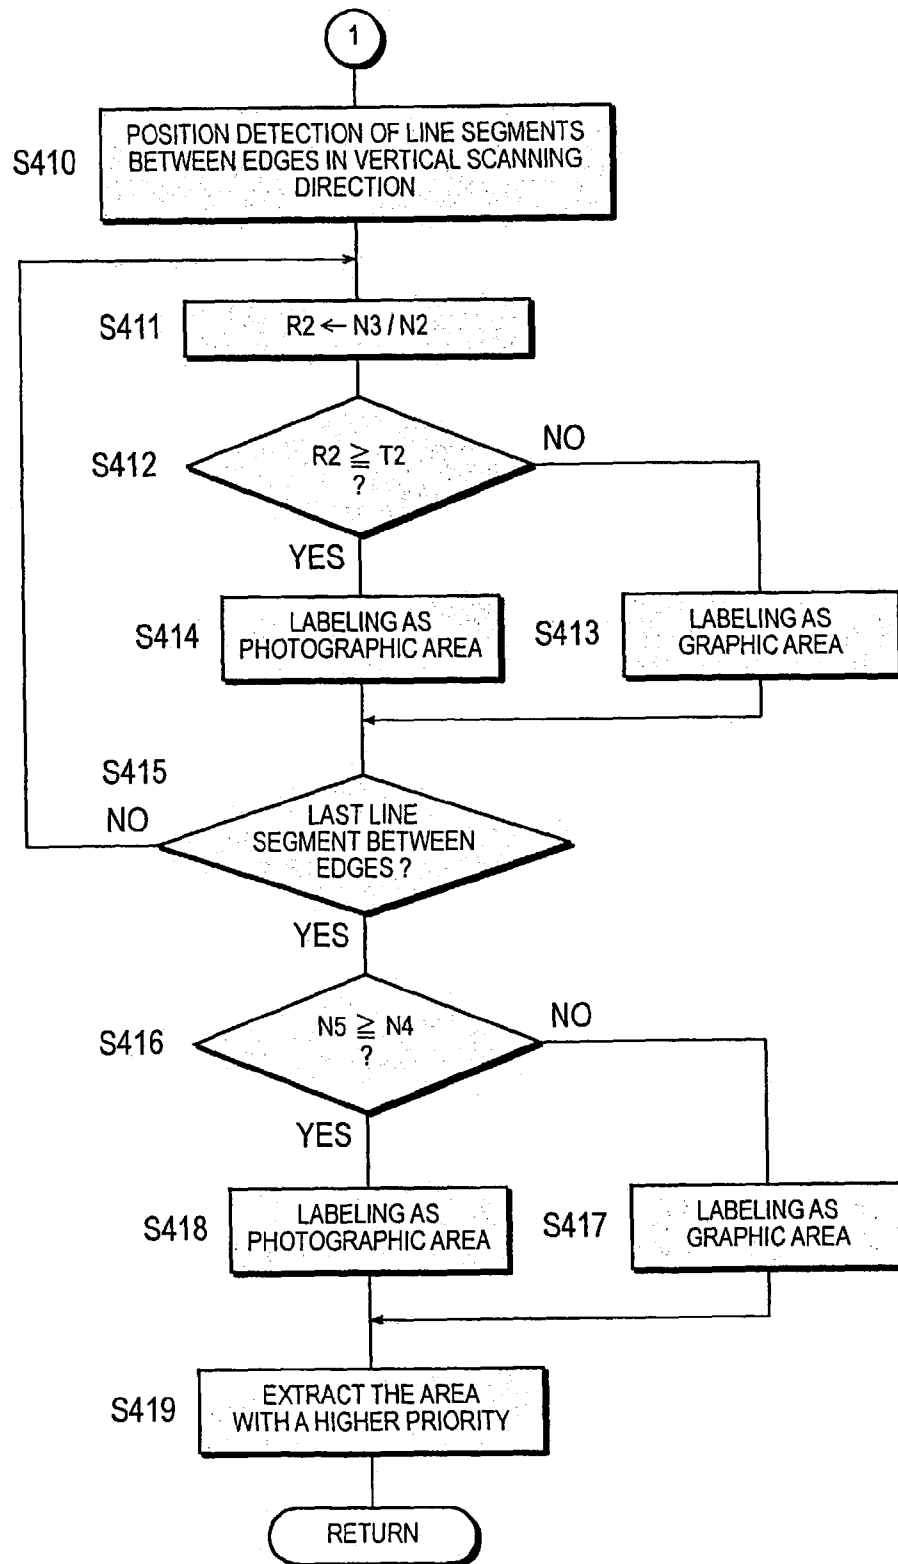 1
S410
POSITION DETECTION OF LINE SEGMENTS
BETWEEN EDGES IN VERTICAL SCANNING
DIRECTION
S411
R2 ← N3 / N2
S412
R2 ≧ T2
?
NO
YES
S414
LABELING AS
PHOTOGRAPHIC AREA
S413
LABELING AS
GRAPHIC AREA
S415
NO
LAST LINE
SEGMENT BETWEEN
EDGES ?
YES
S416
N5 ≧ N4
?
NO
YES
S418
LABELING AS
PHOTOGRAPHIC AREA
S417
LABELING AS
GRAPHIC AREA
S419
EXTRACT THE AREA
WITH A HIGHER PRIORITY
RETURN